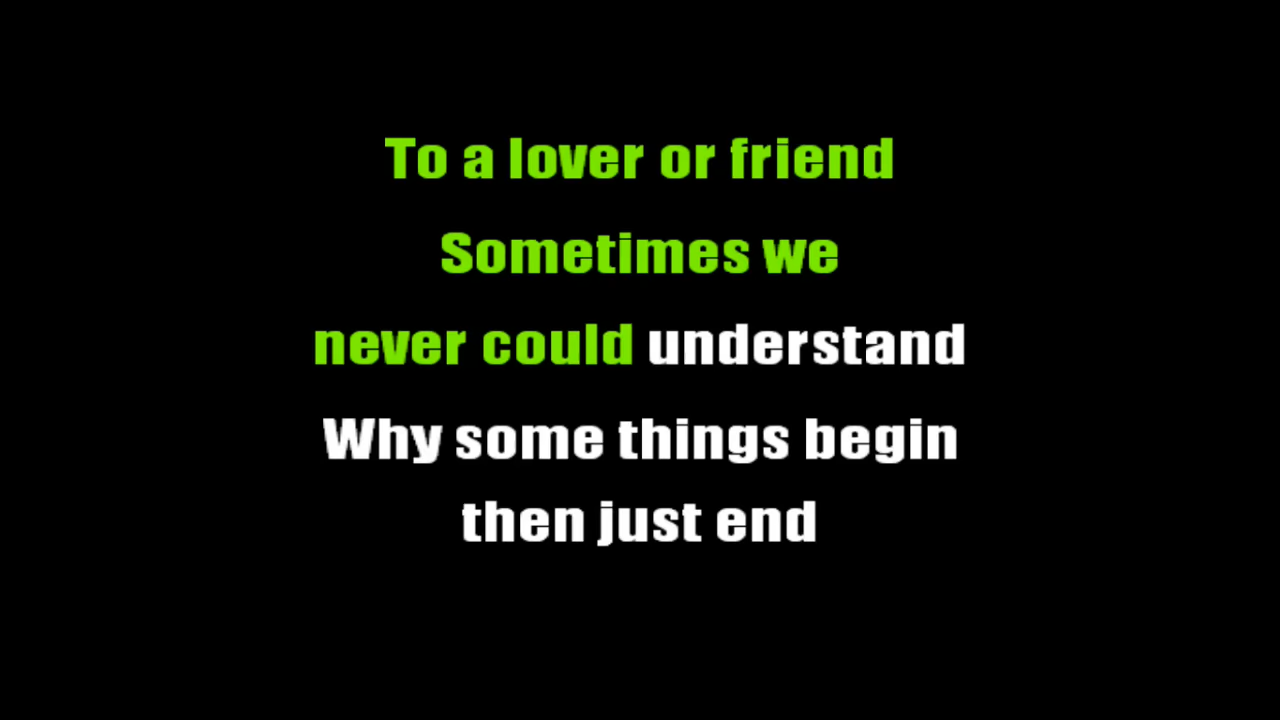 To a lover or friend
Sometimes we
never could understand
Why some things begin
then just end